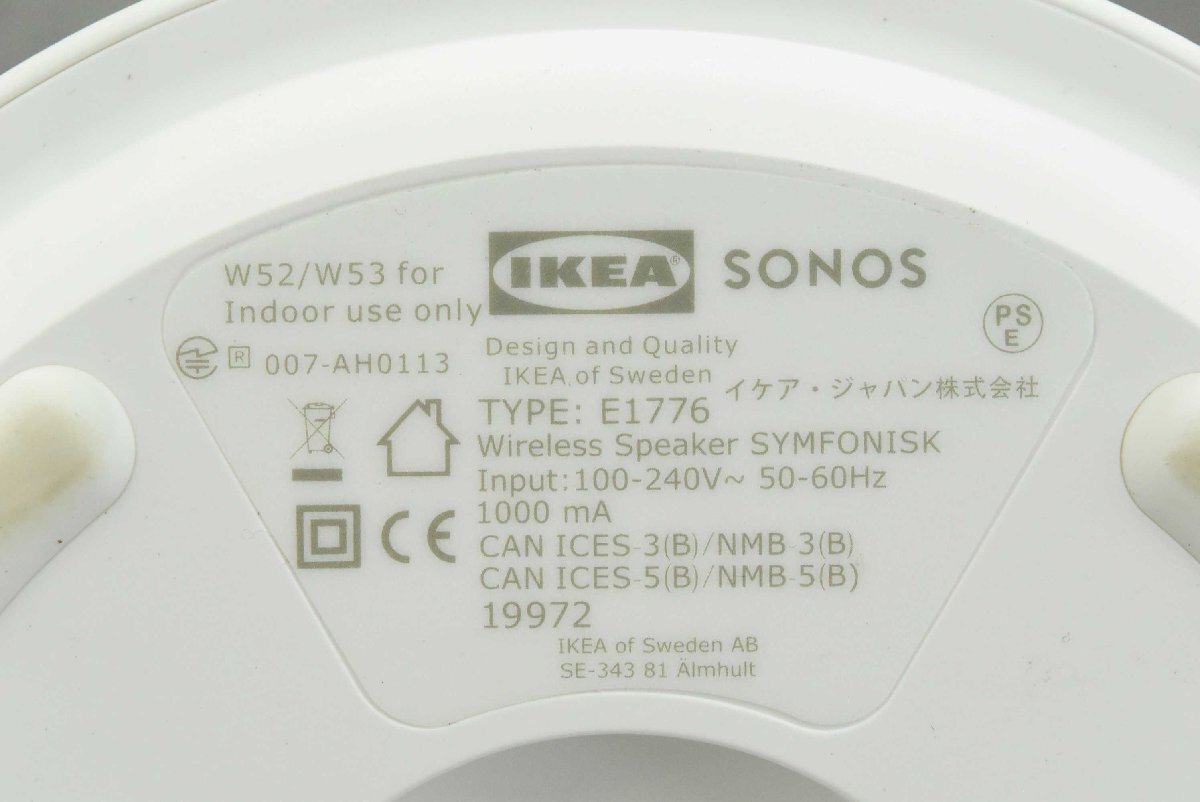 W52/W53 for
Indoor use only
IKEA®
SONOS
PS
E
R 007-AH0113
Design and Quality
IKEA of Sweden
イケア・ジャパン株式会社
TYPE: E1776
Wireless Speaker SYMFONISK
Input:100-240V~ 50-60Hz
1000 mA
CE
CAN ICES-3(B)/NMB-3(B)
CAN ICES-5(B)/NMB-5(B)
19972
IKEA of Sweden AB
SE-343 81 Älmhult